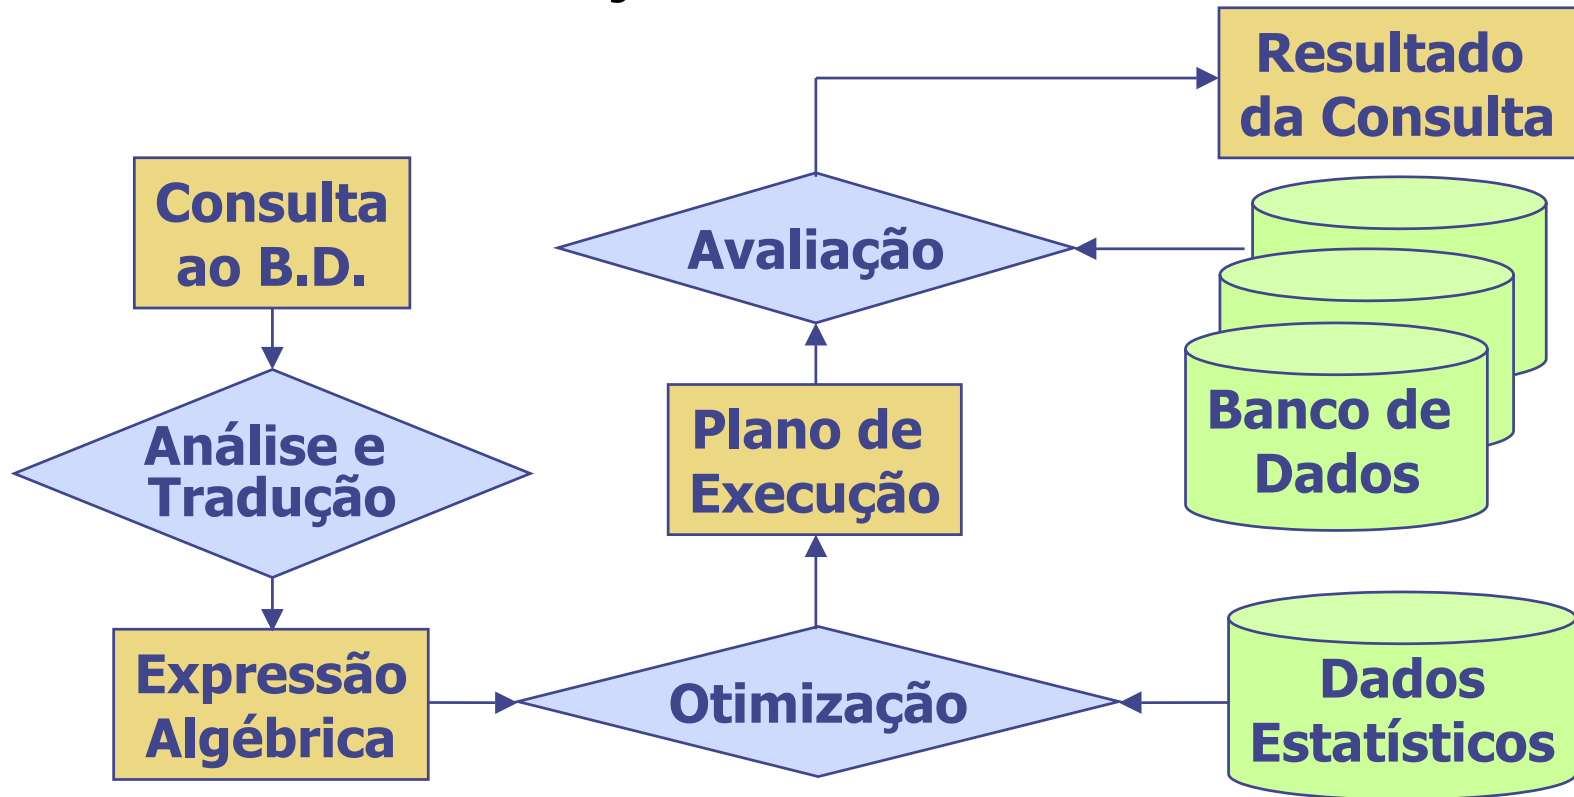 Resultado
da Consulta
Consulta
ao B.D.
Avaliação
Análise e
Tradução
Plano de
Execução
Banco de
Dados
Expressão
Algébrica
Otimização
Dados
Estatísticos